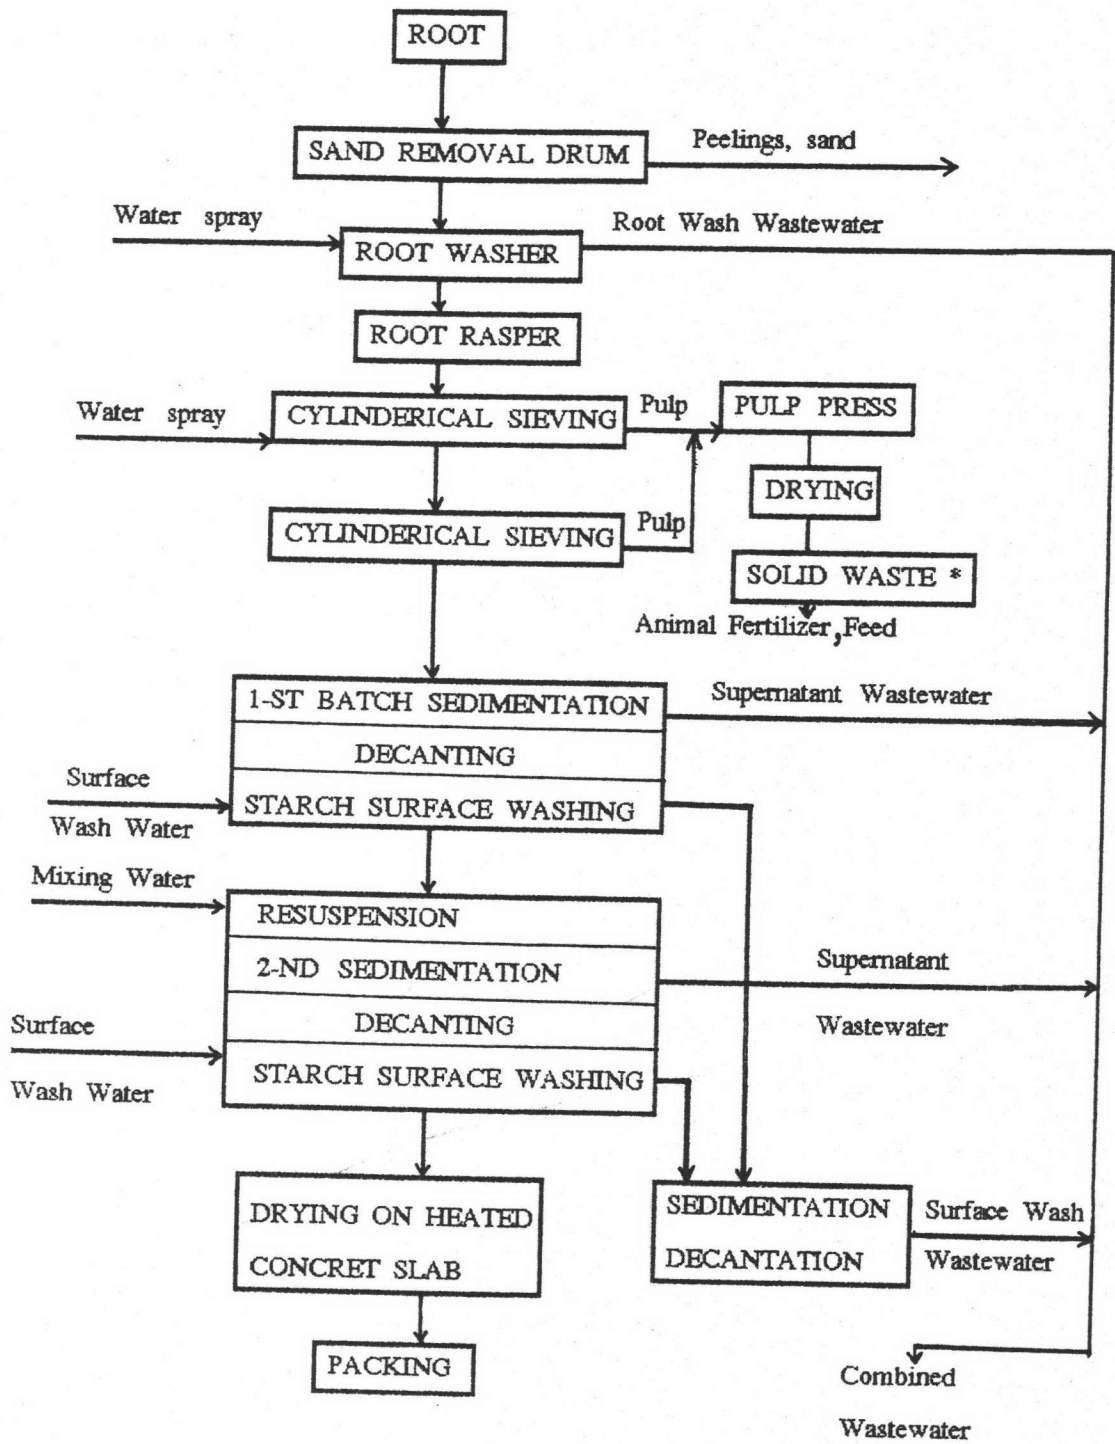 ROOT
SAND REMOVAL DRUM
Peelings, sand
Water spray
ROOT WASHER
Root Wash Wastewater
ROOT RASPER
Water spray
CYLINDERICAL SIEVING
Pulp
PULP PRESS
DRYING
CYLINDERICAL SIEVING
Pulp
SOLID WASTE *
Animal Fertilizer,Feed
1-ST BATCH SEDIMENTATION
Supernatant Wastewater
DECANTING
Surface
Wash Water
STARCH SURFACE WASHING
Mixing Water
RESUSPENSION
2-ND SEDIMENTATION
Supernatant
Wastewater
DECANTING
Surface
Wash Water
STARCH SURFACE WASHING
DRYING ON HEATED
CONCRET SLAB
SEDIMENTATION
DECANTATION
Surface Wash
Wastewater
PACKING
Combined
Wastewater